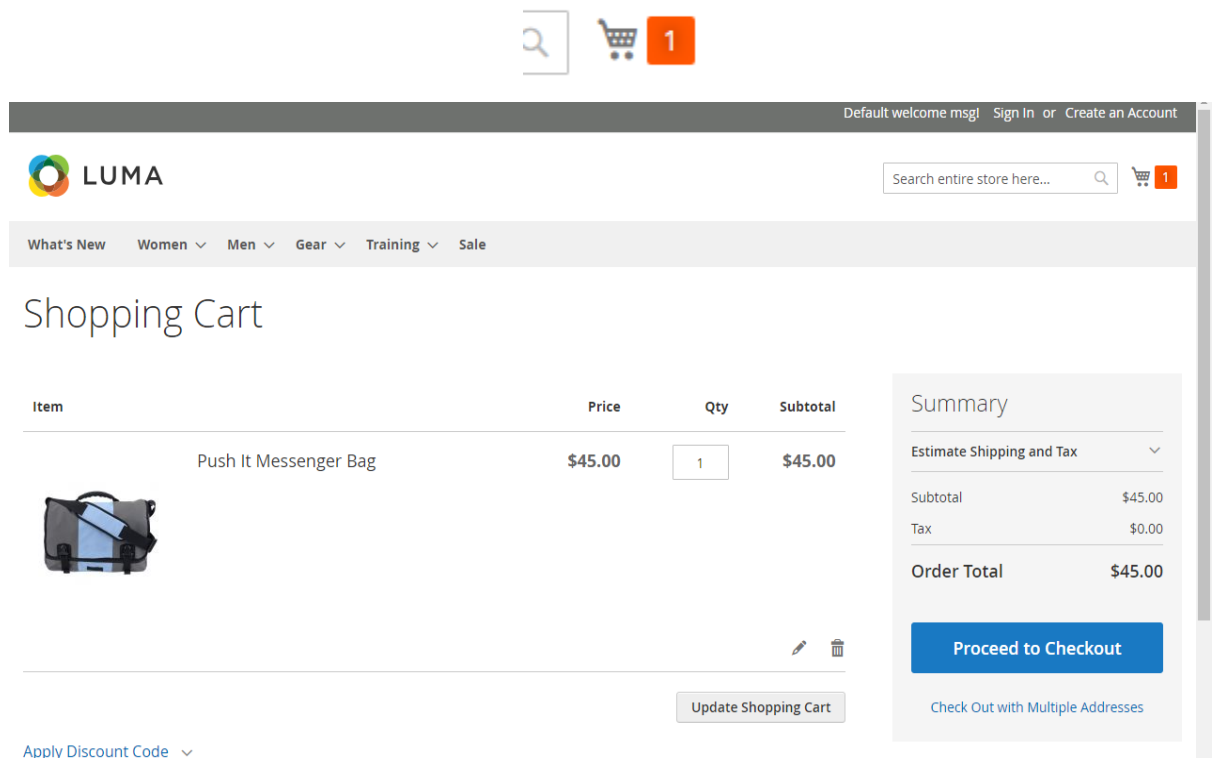 1
Default welcome msg! Sign In or Create an Account
LUMA
Search entire store here... 1
What's New Women Men Gear Training Sale
Shopping Cart
Item Price Qty Subtotal
Push It Messenger Bag $45.00 1 $45.00
Update Shopping Cart
Apply Discount Code
Summary
Estimate Shipping and Tax
Subtotal $45.00
Tax $0.00
Order Total $45.00
Proceed to Checkout
Check Out with Multiple Addresses